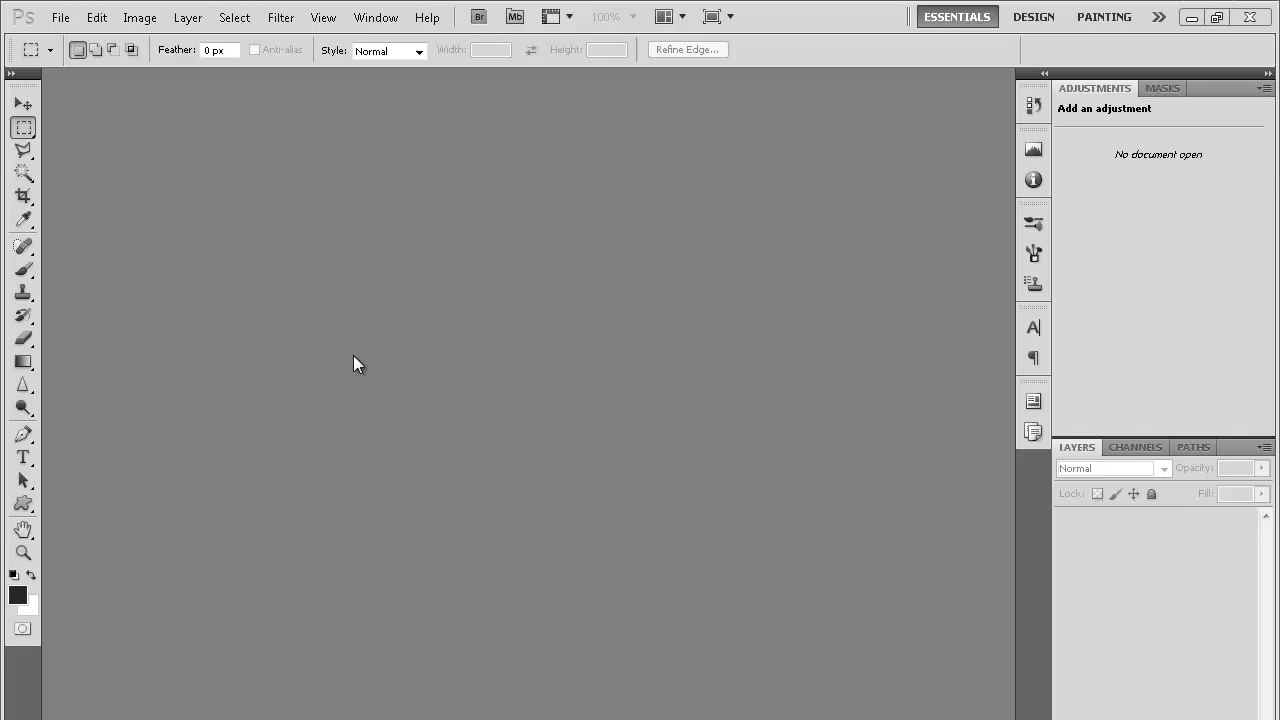 Ps File Edit Image Layer Select Filter View Window Help Br Mb 100% ESSENTIALS DESIGN PAINTING
Feather: 0 px Anti-alias Style: Normal Width: Height: Refine Edge...
ADJUSTMENTS MASKS
Add an adjustment
No document open
A
T
LAYERS CHANNELS PATHS
Normal Opacity:
Lock: Fill: